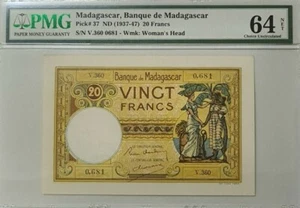 PMG
PAPER MONEY GUARANTY
Madagascar, Banque de Madagascar
Pick# 37 ND (1937-47) 20 Francs
S/N V.360 0681 - Wmk: Woman's Head
64 NET
Choice Uncirculated
V.360
Banque de Madagascar
0,681
20
VINGT
FRANCS
0,681
V.360